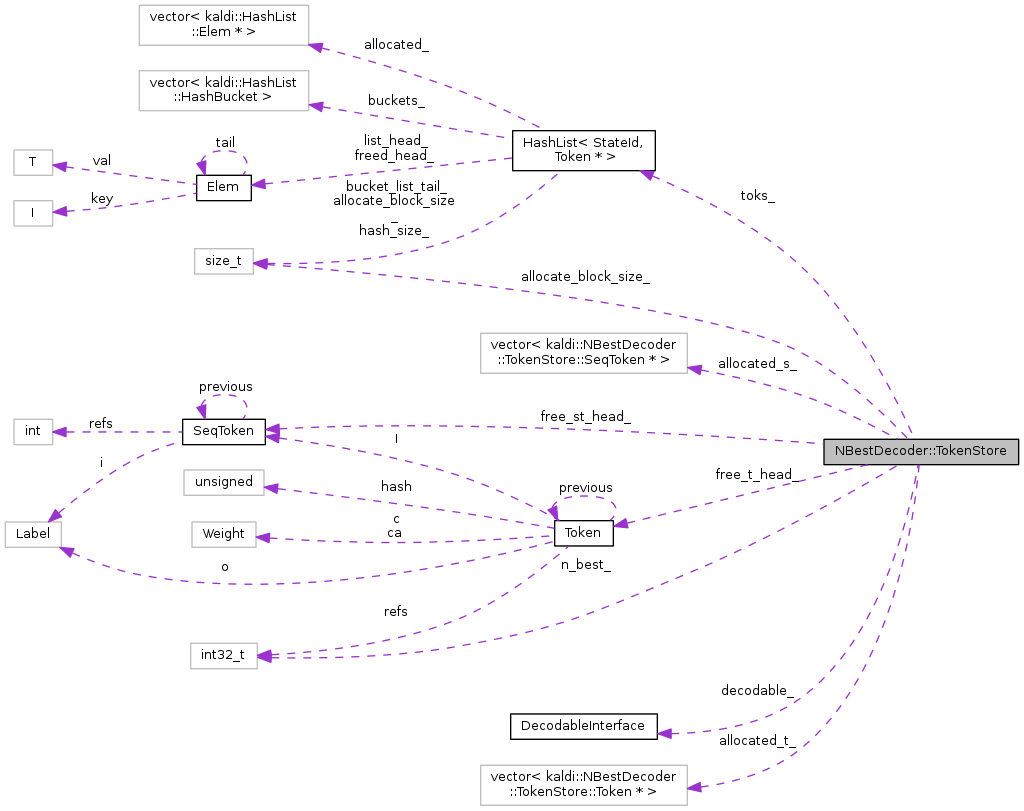 vector< kaldi::HashList
::Elem * >
allocated_
vector< kaldi::HashList
::HashBucket >
buckets_
HashList< StateId,
Token * >
list_head_
freed_head_
tail
T
val
Elem
I
key
bucket_list_tail_
allocate_block_size
_
hash_size_
toks_
size_t
allocate_block_size_
vector< kaldi::NBestDecoder
::TokenStore::SeqToken * >
allocated_s_
previous
int
refs
SeqToken
free_st_head_
NBestDecoder::TokenStore
l
i
unsigned
hash
previous
free_t_head_
Label
Weight
c
ca
Token
o
n_best_
refs
int32_t
decodable_
DecodableInterface
allocated_t_
vector< kaldi::NBestDecoder
::TokenStore::Token * >